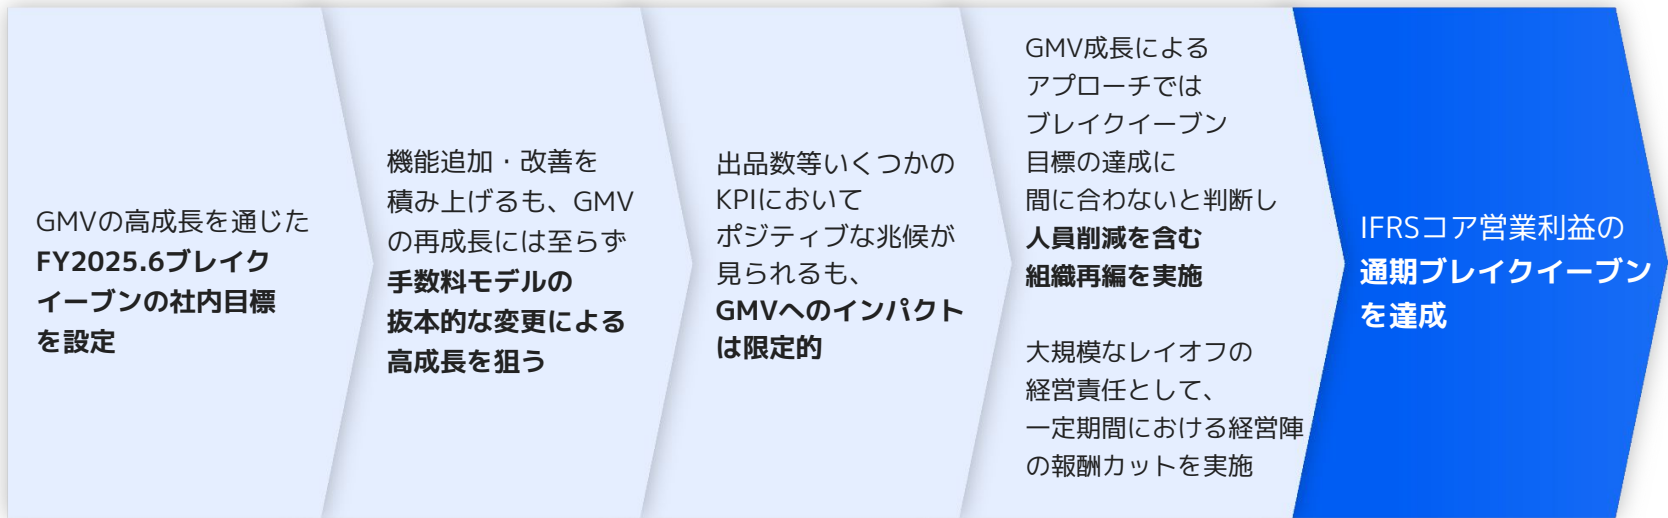 GMVの高成長を通じた
FY2025.6ブレイク
イーブンの社内目標
を設定
機能追加・改善を
積み上げるも、GMV
の再成長には至らず
手数料モデルの
抜本的な変更による
高成長を狙う
出品数等いくつかの
KPIにおいて
ポジティブな兆候が
見られるも、
GMVへのインパクト
は限定的
GMV成長による
アプローチでは
ブレイクイーブン
目標の達成に
間に合わないと判断し
人員削減を含む
組織再編を実施
大規模なレイオフの
経営責任として、
一定期間における経営陣
の報酬カットを実施
IFRSコア営業利益の
通期ブレイクイーブン
を達成